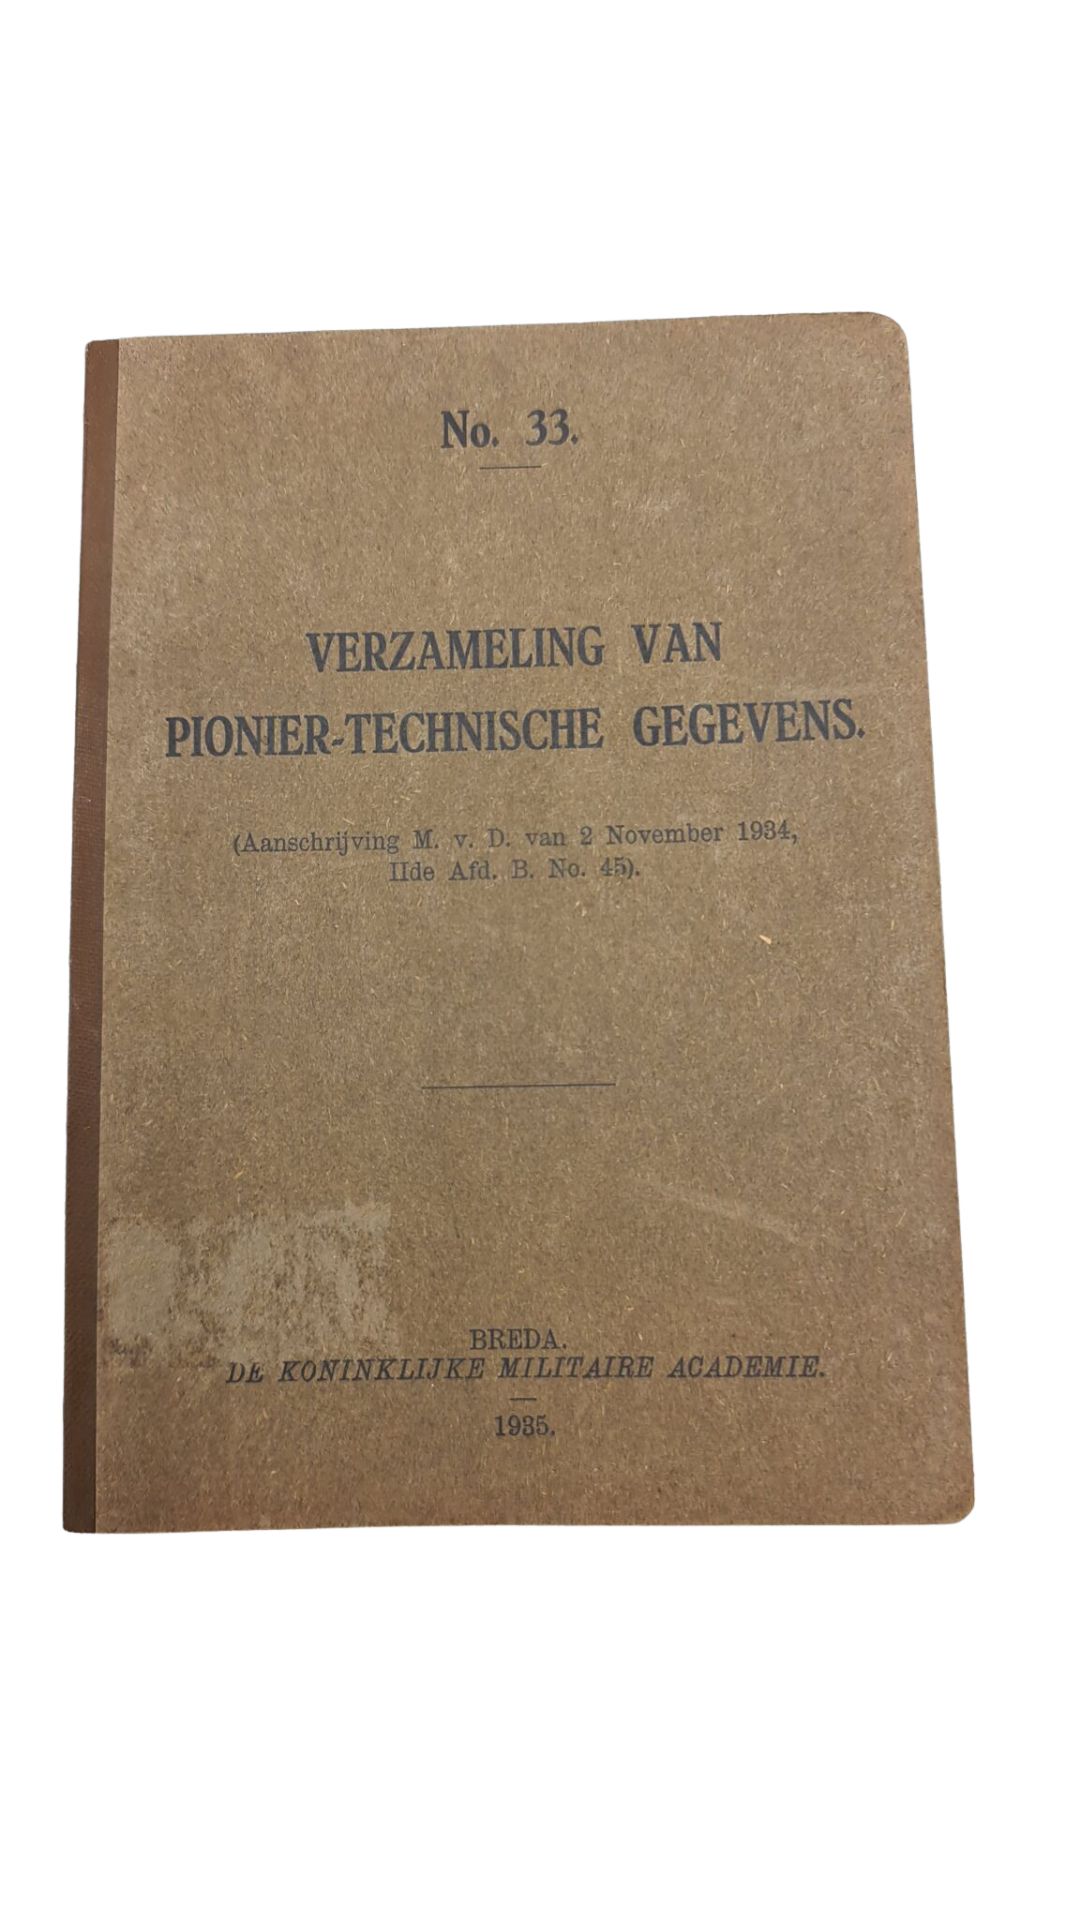 No. 33.
VERZAMELING VAN
PIONIER-TECHNISCHE GEGEVENS.
(Aanschrijving M. v. D. van 2 November 1934,
IIde Afd. B. No. 45).
BREDA.
DE KONINKLIJKE MILITAIRE ACADEMIE.
1935.